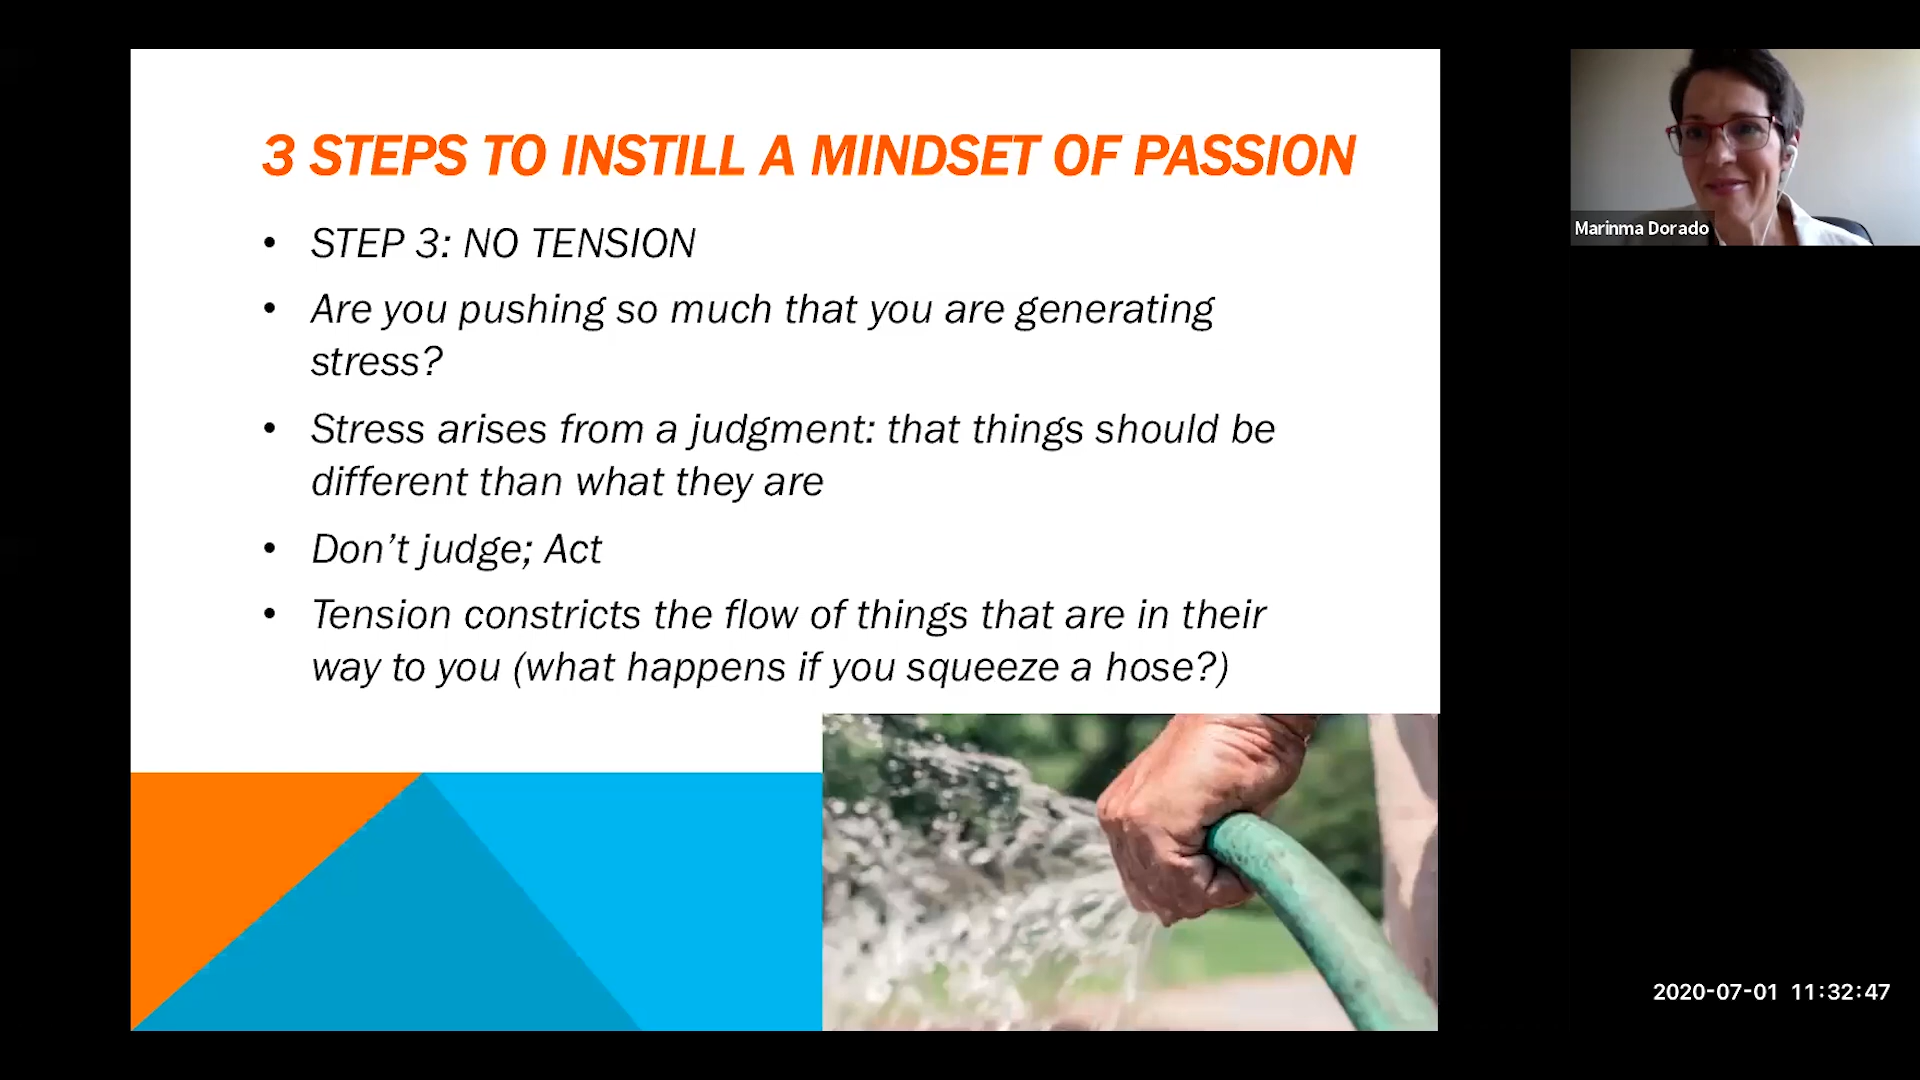 3 STEPS TO INSTILL A MINDSET OF PASSION
• STEP 3: NO TENSION
• Are you pushing so much that you are generating
stress?
• Stress arises from a judgment: that things should be
different than what they are
• Don’t judge; Act
• Tension constricts the flow of things that are in their
way to you (what happens if you squeeze a hose?)
Marinma Dorado
2020-07-01 11:32:47